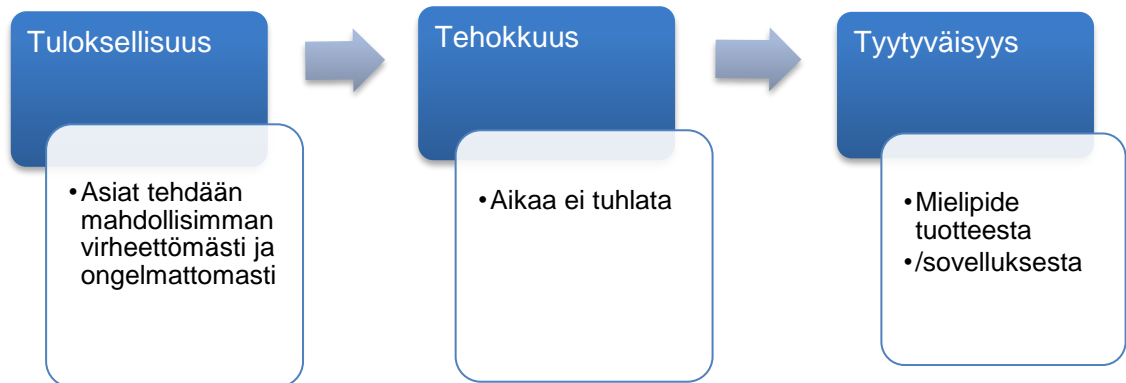 Tuloksellisuus
•Asiat tehdään
mahdollisimman
virheettömästi ja
ongelmattomasti
Tehokkuus
•Aikaa ei tuhlata
Tyytyväisyys
•Mielipide
tuotteesta
•/sovelluksesta